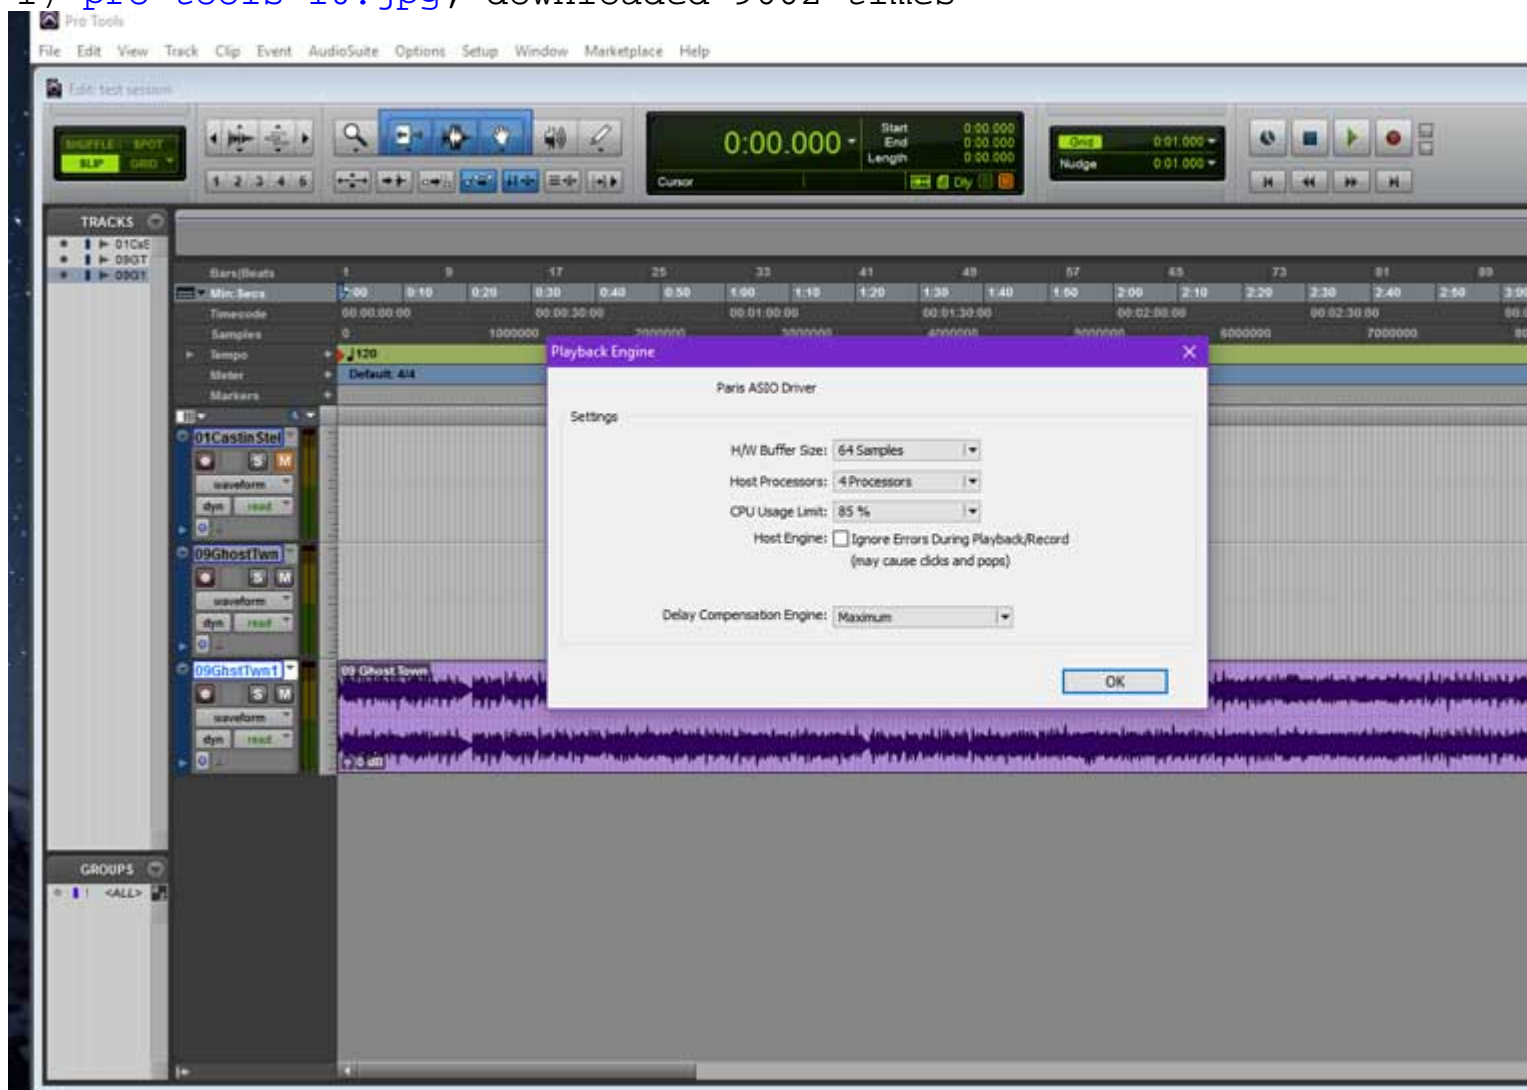 Pro Tools
File Edit View Track Clip Event AudioSuite Options Setup Window Marketplace Help
Edit: test session
SHUFFLE SPOT
SLIP GRID
1 2 3 4 5
0:00.000
Start 0:00.000
End 0:00.000
Length 0:00.000
Cursor
Dly
Grid 0:01.000
Nudge 0:01.000
TRACKS
01CsS
09GT
09G1
Bars|Beats 1 9 17 25 33 41 49 57 65 73 81 89
Min:Secs 0:10 0:20 0:30 0:40 0:50 1:00 1:10 1:20 1:30 1:40 1:50 2:00 2:10 2:20 2:30 2:40 2:50
Timecode 00:00:00:00 00:00:30:00 00:01:00:00 00:01:30:00 00:02:00:00 00:02:30:00
Samples 0 1000000 2000000 3000000 4000000 5000000 6000000 7000000
Tempo 120
Meter Default: 4/4
Markers
Playback Engine
Paris ASIO Driver
Settings
H/W Buffer Size: 64 Samples
Host Processors: 4 Processors
CPU Usage Limit: 85 %
Host Engine: Ignore Errors During Playback/Record
(may cause clicks and pops)
Delay Compensation Engine: Maximum
OK
01CastinStel
S M
waveform
dyn read
09GhostTwn
S M
waveform
dyn read
09GhstTwn1
S M
waveform
dyn read
09 Ghost Town
0 dB
GROUPS
! <ALL>